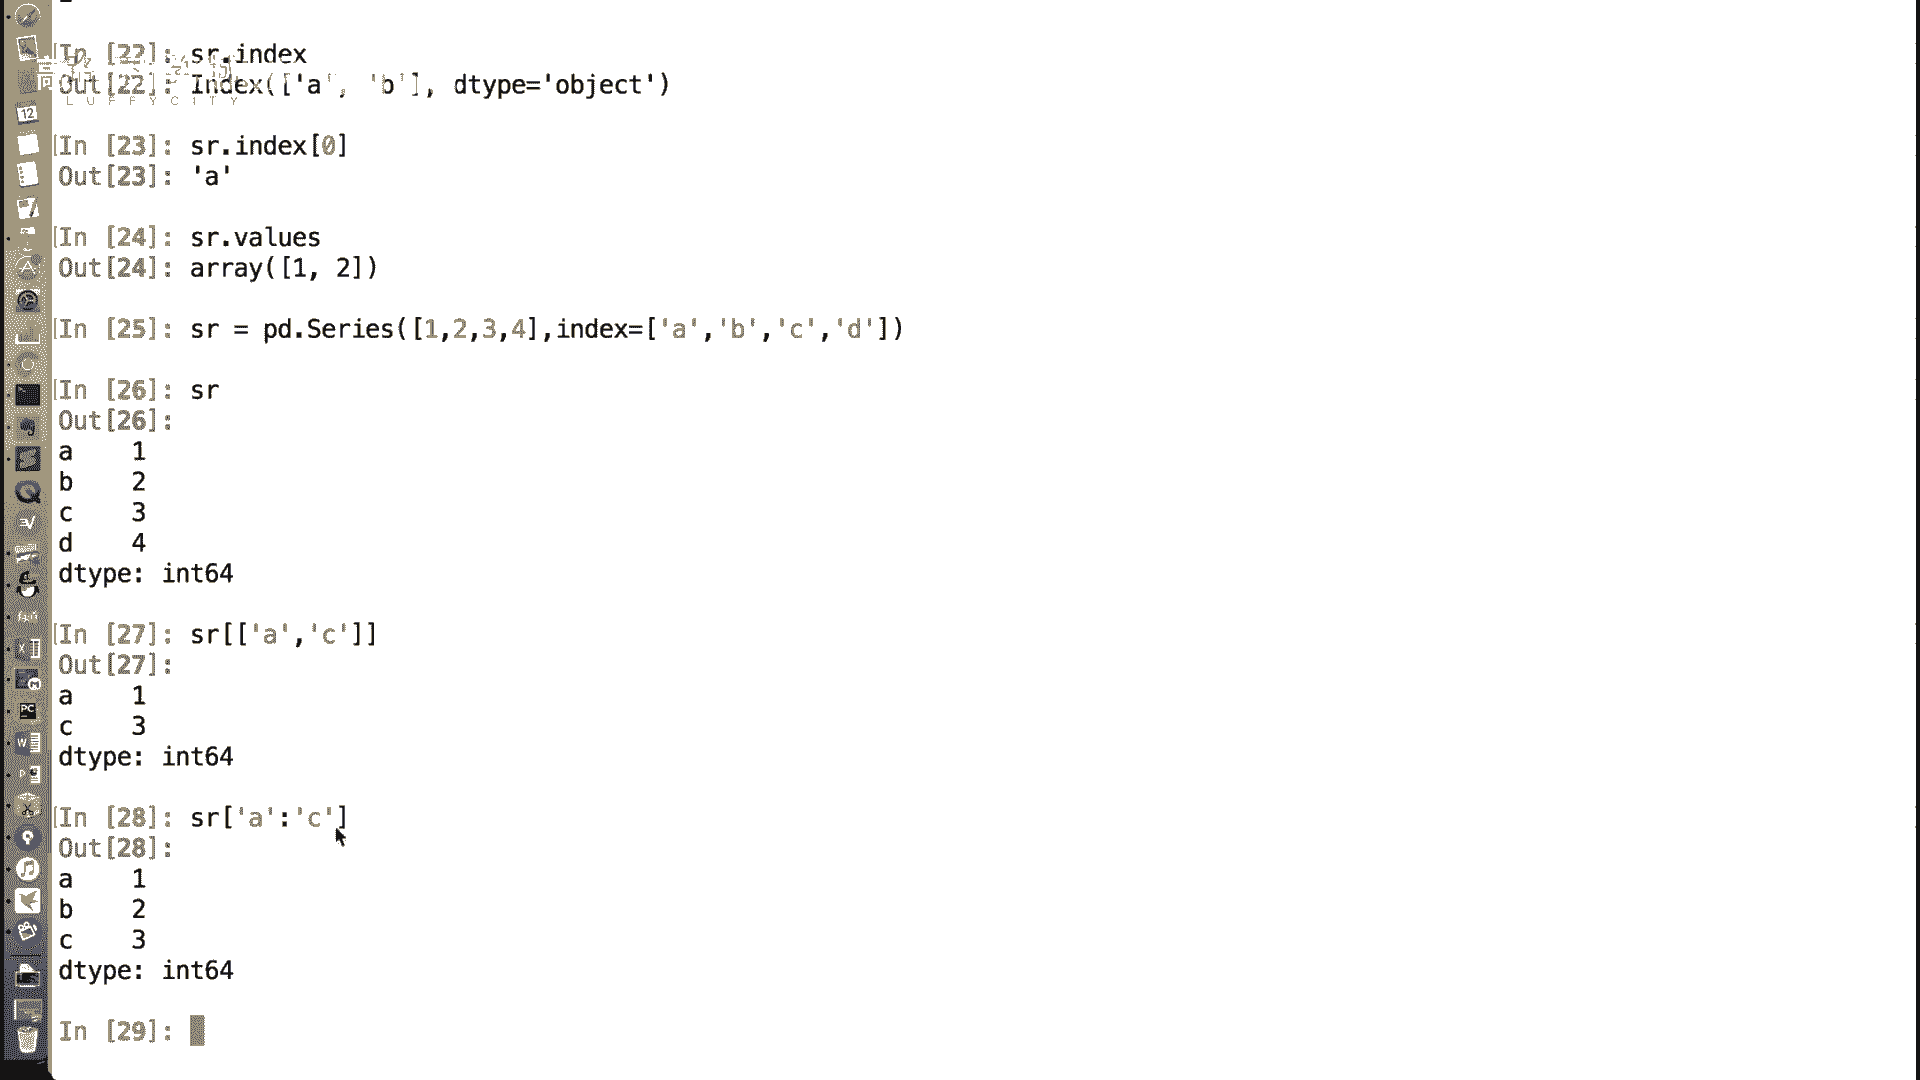 In [22]: sr.index
Out[22]: Index(['a', 'b'], dtype='object')
LUFFYCITY
In [23]: sr.index[0]
Out[23]: 'a'
In [24]: sr.values
Out[24]: array([1, 2])
In [25]: sr = pd.Series([1,2,3,4],index=['a','b','c','d'])
In [26]: sr
Out[26]:
a    1
b    2
c    3
d    4
dtype: int64
In [27]: sr[['a','c']]
Out[27]:
a    1
c    3
dtype: int64
In [28]: sr['a':'c']
Out[28]:
a    1
b    2
c    3
dtype: int64
In [29]: